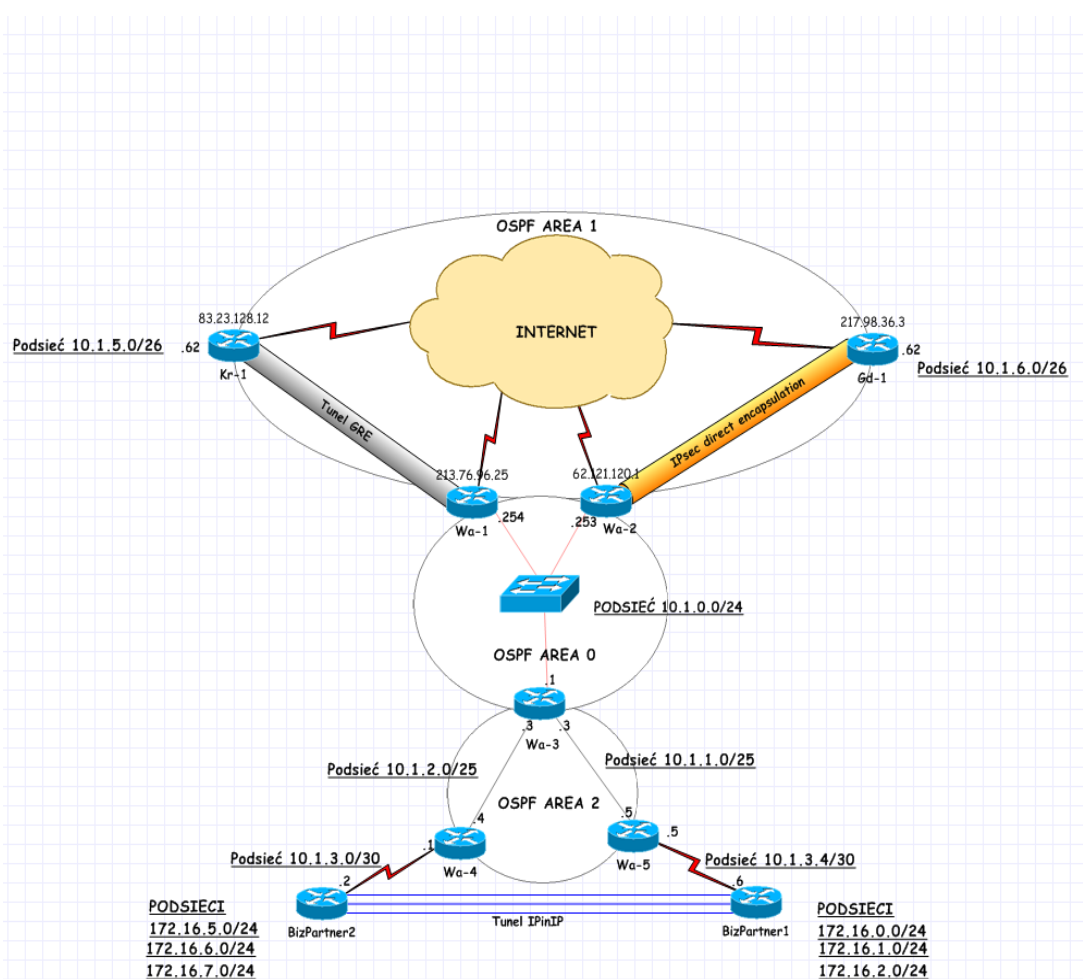 OSPF AREA 1
INTERNET
83.23.128.12
217.98.36.3
Podsieć 10.1.5.0/26
.62
.62
Kr-1
Gd-1
Podsieć 10.1.6.0/26
Tunel GRE
IPsec direct encapsulation
213.76.96.25
62.121.120.1
.254
.253
Wa-1
Wa-2
PODSIEĆ 10.1.0.0/24
OSPF AREA 0
.1
.3
.3
Wa-3
Podsieć 10.1.2.0/25
Podsieć 10.1.1.0/25
OSPF AREA 2
.4
.5
.1
.5
Wa-4
Wa-5
Podsieć 10.1.3.0/30
Podsieć 10.1.3.4/30
.2
.6
Tunel IPinIP
BizPartner2
BizPartner1
PODSIECI
172.16.5.0/24
172.16.6.0/24
172.16.7.0/24
PODSIECI
172.16.0.0/24
172.16.1.0/24
172.16.2.0/24